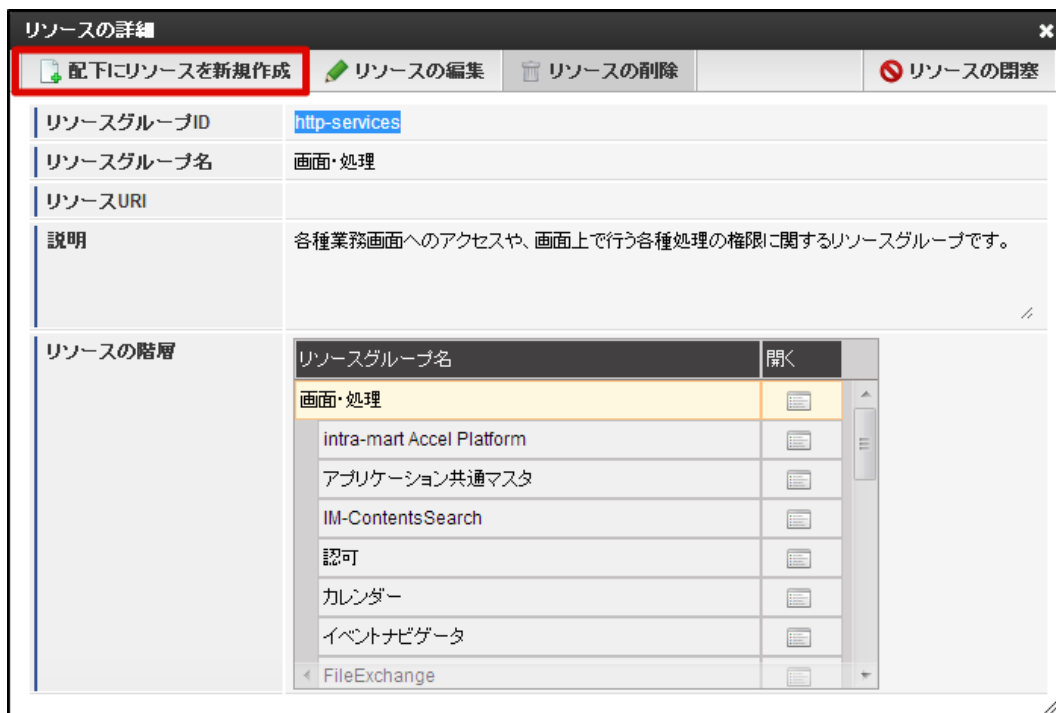 リソースの詳細
配下にリソースを新規作成 リソースの編集 リソースの削除 リソースの閉塞
リソースグループID http-services
リソースグループ名 画面・処理
リソースURI
説明 各種業務画面へのアクセスや、画面上で行う各種処理の権限に関するリソースグループです。
リソースの階層
リソースグループ名 開く
画面・処理
intra-mart Accel Platform
アプリケーション共通マスタ
IM-ContentsSearch
認可
カレンダー
イベントナビゲータ
FileExchange